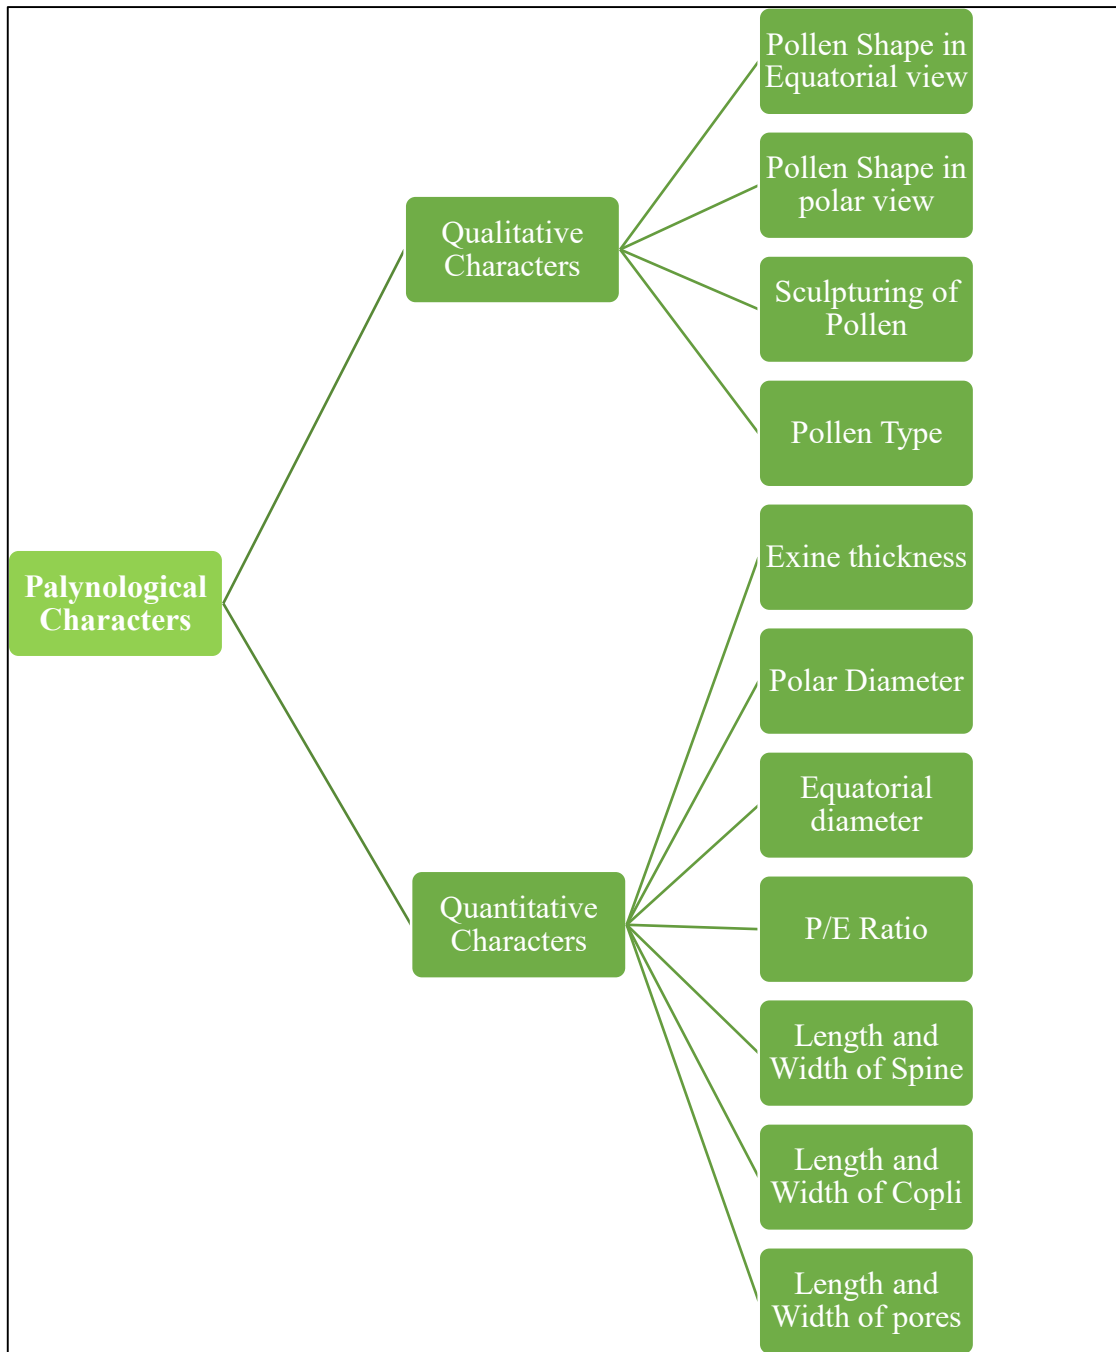 Palynological
Characters
Qualitative
Characters
Pollen Shape in
Equatorial view
Pollen Shape in
polar view
Sculpturing of
Pollen
Pollen Type
Quantitative
Characters
Exine thickness
Polar Diameter
Equatorial
diameter
P/E Ratio
Length and
Width of Spine
Length and
Width of Copli
Length and
Width of pores